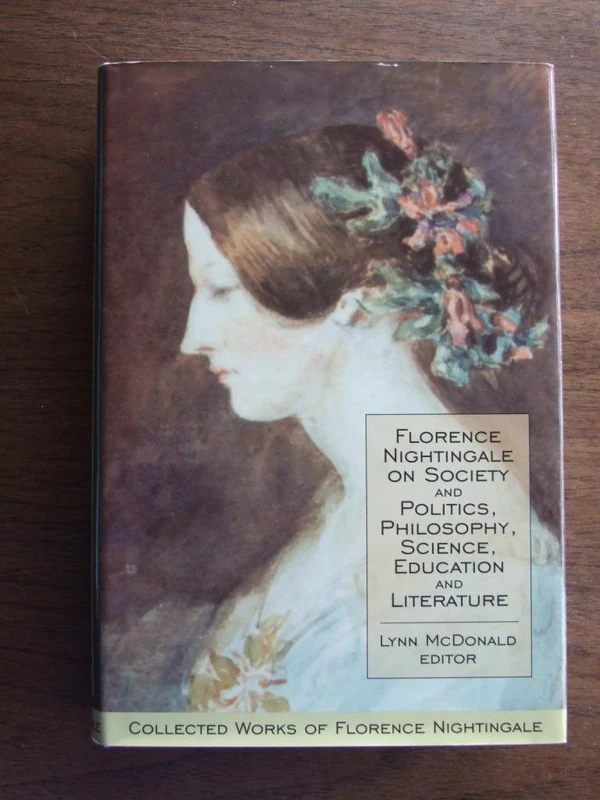 Florence
Nightingale
on Society
and
Politics,
Philosophy,
Science,
Education
and
Literature
Lynn McDonald
editor
Collected Works of Florence Nightingale